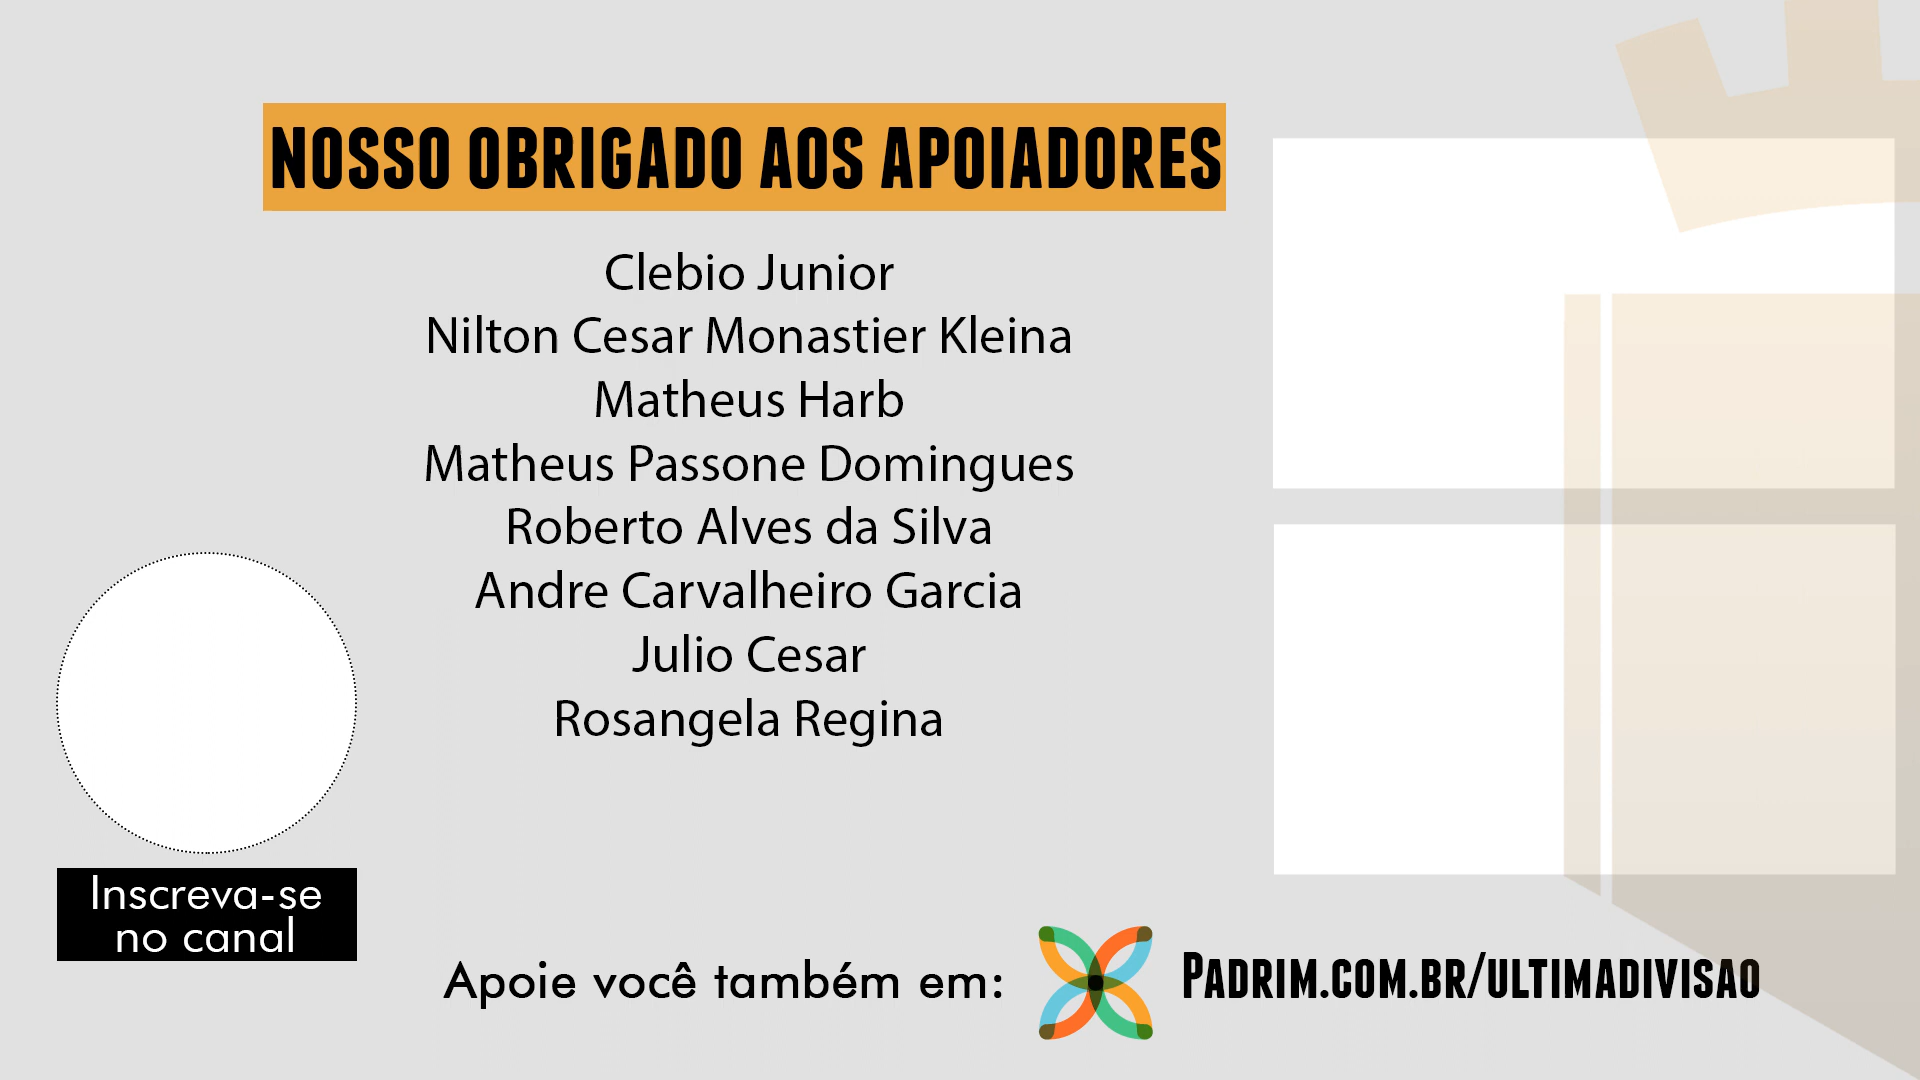 NOSSO OBRIGADO AOS APOIADORES
Clebio Junior
Nilton Cesar Monastier Kleina
Matheus Harb
Matheus Passone Domingues
Roberto Alves da Silva
Andre Carvalheiro Garcia
Julio Cesar
Rosangela Regina
Inscreva-se
no canal
Apoie você também em:
PADRIM.COM.BR/ULTIMADIVISAO